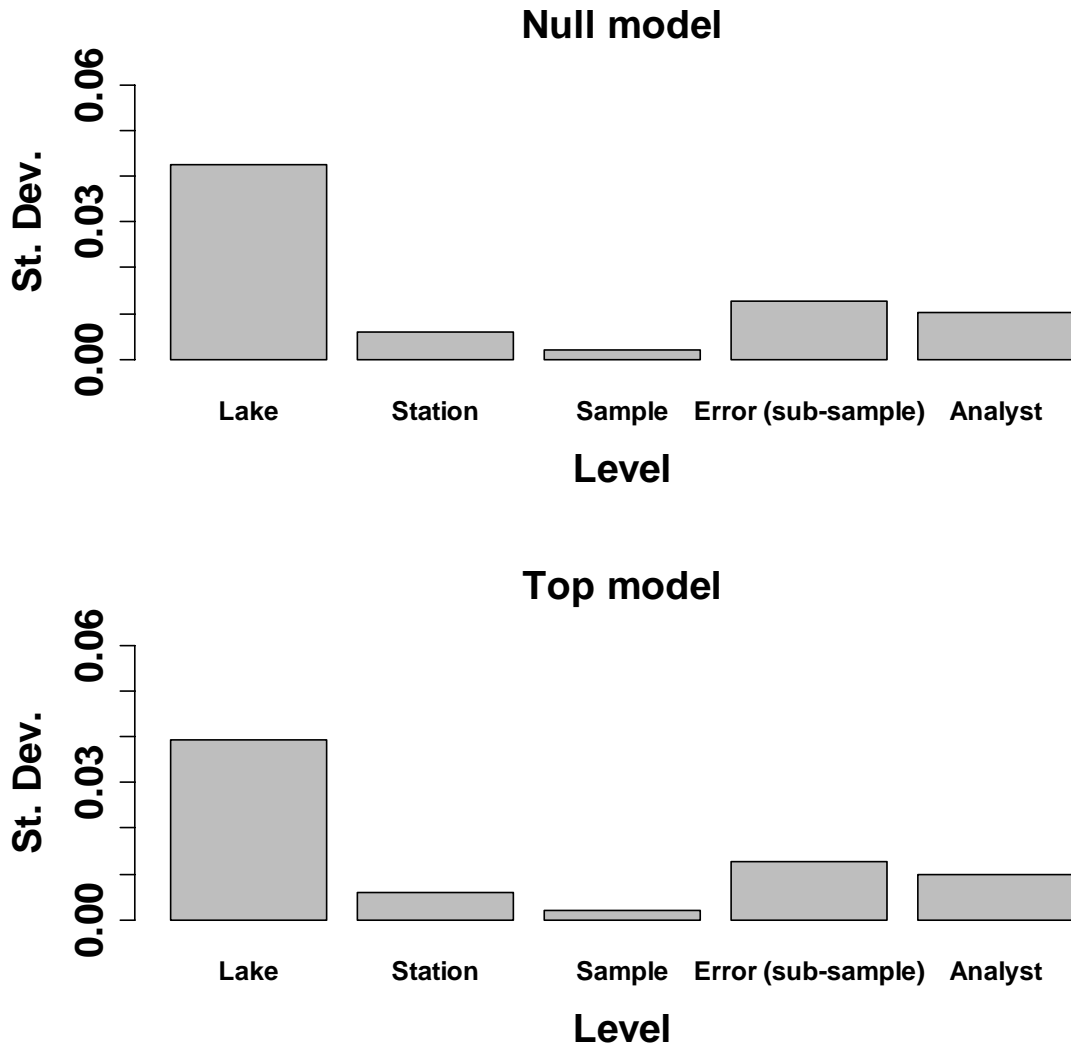 Null model
St. Dev.
0.06
0.03
0.00
Lake Station Sample Error (sub-sample) Analyst
Level
Top model
St. Dev.
0.06
0.03
0.00
Lake Station Sample Error (sub-sample) Analyst
Level